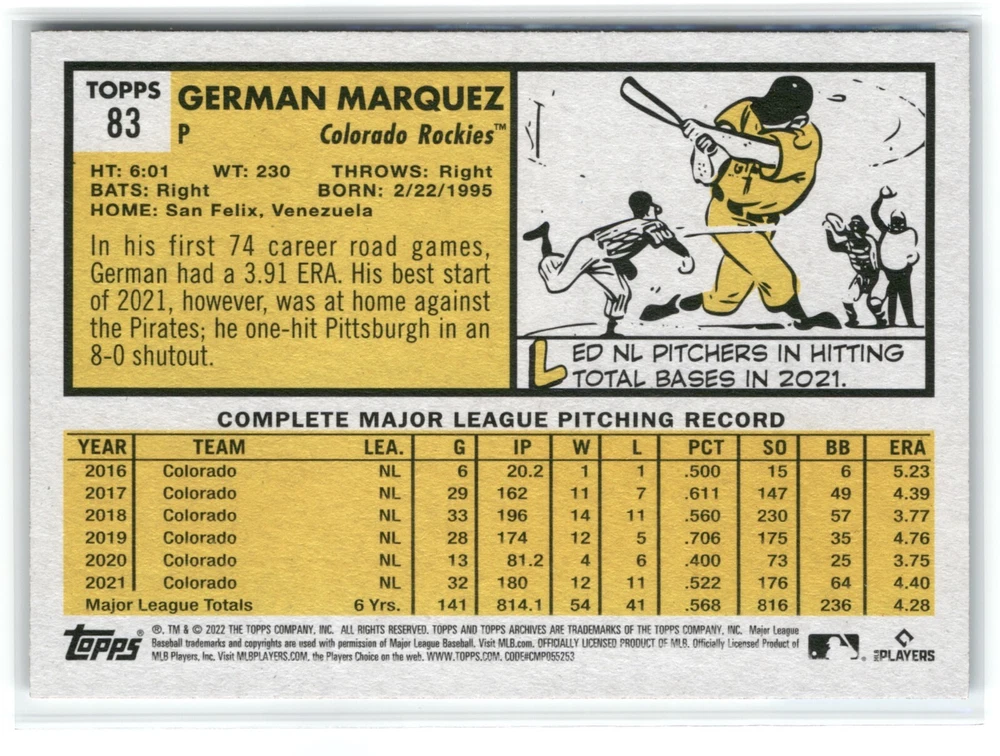 TOPPS
83
GERMAN MARQUEZ
P Colorado Rockies™
HT: 6:01 WT: 230 THROWS: Right
BATS: Right BORN: 2/22/1995
HOME: San Felix, Venezuela
In his first 74 career road games,
German had a 3.91 ERA. His best start
of 2021, however, was at home against
the Pirates; he one-hit Pittsburgh in an
8-0 shutout.
LED NL PITCHERS IN HITTING
TOTAL BASES IN 2021.
COMPLETE MAJOR LEAGUE PITCHING RECORD
YEAR TEAM LEA. G IP W L PCT SO BB ERA
2016 Colorado NL 6 20.2 1 1 .500 15 6 5.23
2017 Colorado NL 29 162 11 7 .611 147 49 4.39
2018 Colorado NL 33 196 14 11 .560 230 57 3.77
2019 Colorado NL 28 174 12 5 .706 175 35 4.76
2020 Colorado NL 13 81.2 4 6 .400 73 25 3.75
2021 Colorado NL 32 180 12 11 .522 176 64 4.40
Major League Totals 6 Yrs. 141 814.1 54 41 .568 816 236 4.28
Topps® ®, TM & © 2022 THE TOPPS COMPANY, INC. ALL RIGHTS RESERVED. TOPPS AND TOPPS ARCHIVES ARE TRADEMARKS OF THE TOPPS COMPANY, INC. Major League
Baseball trademarks and copyrights are used with permission of Major League Baseball. Visit MLB.com. OFFICIALLY LICENSED PRODUCT OF MLB. Officially Licensed Product of
MLB Players, Inc. Visit MLBPLAYERS.COM, the Players Choice on the web. WWW.TOPPS.COM. CODE#CMP055253
PLAYERS